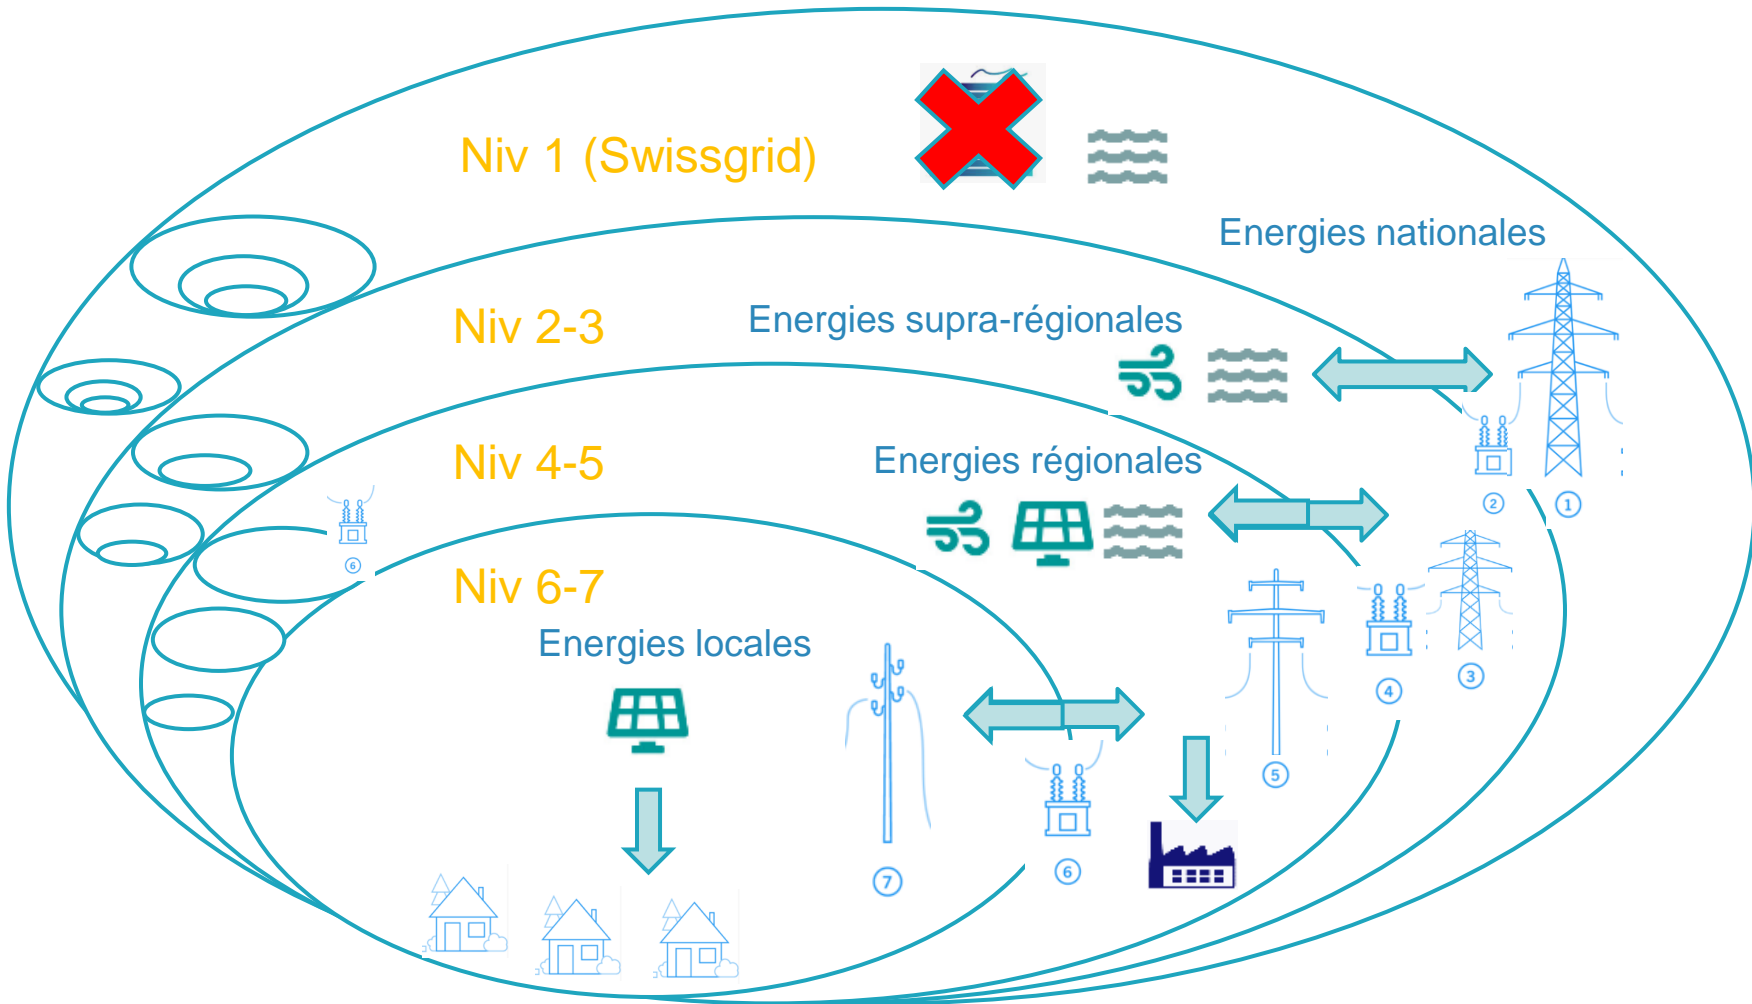 Niv 1 (Swissgrid)
Energies nationales
Niv 2-3
Energies supra-régionales
Niv 4-5
Energies régionales
2
1
6
Niv 6-7
Energies locales
3
4
5
6
7